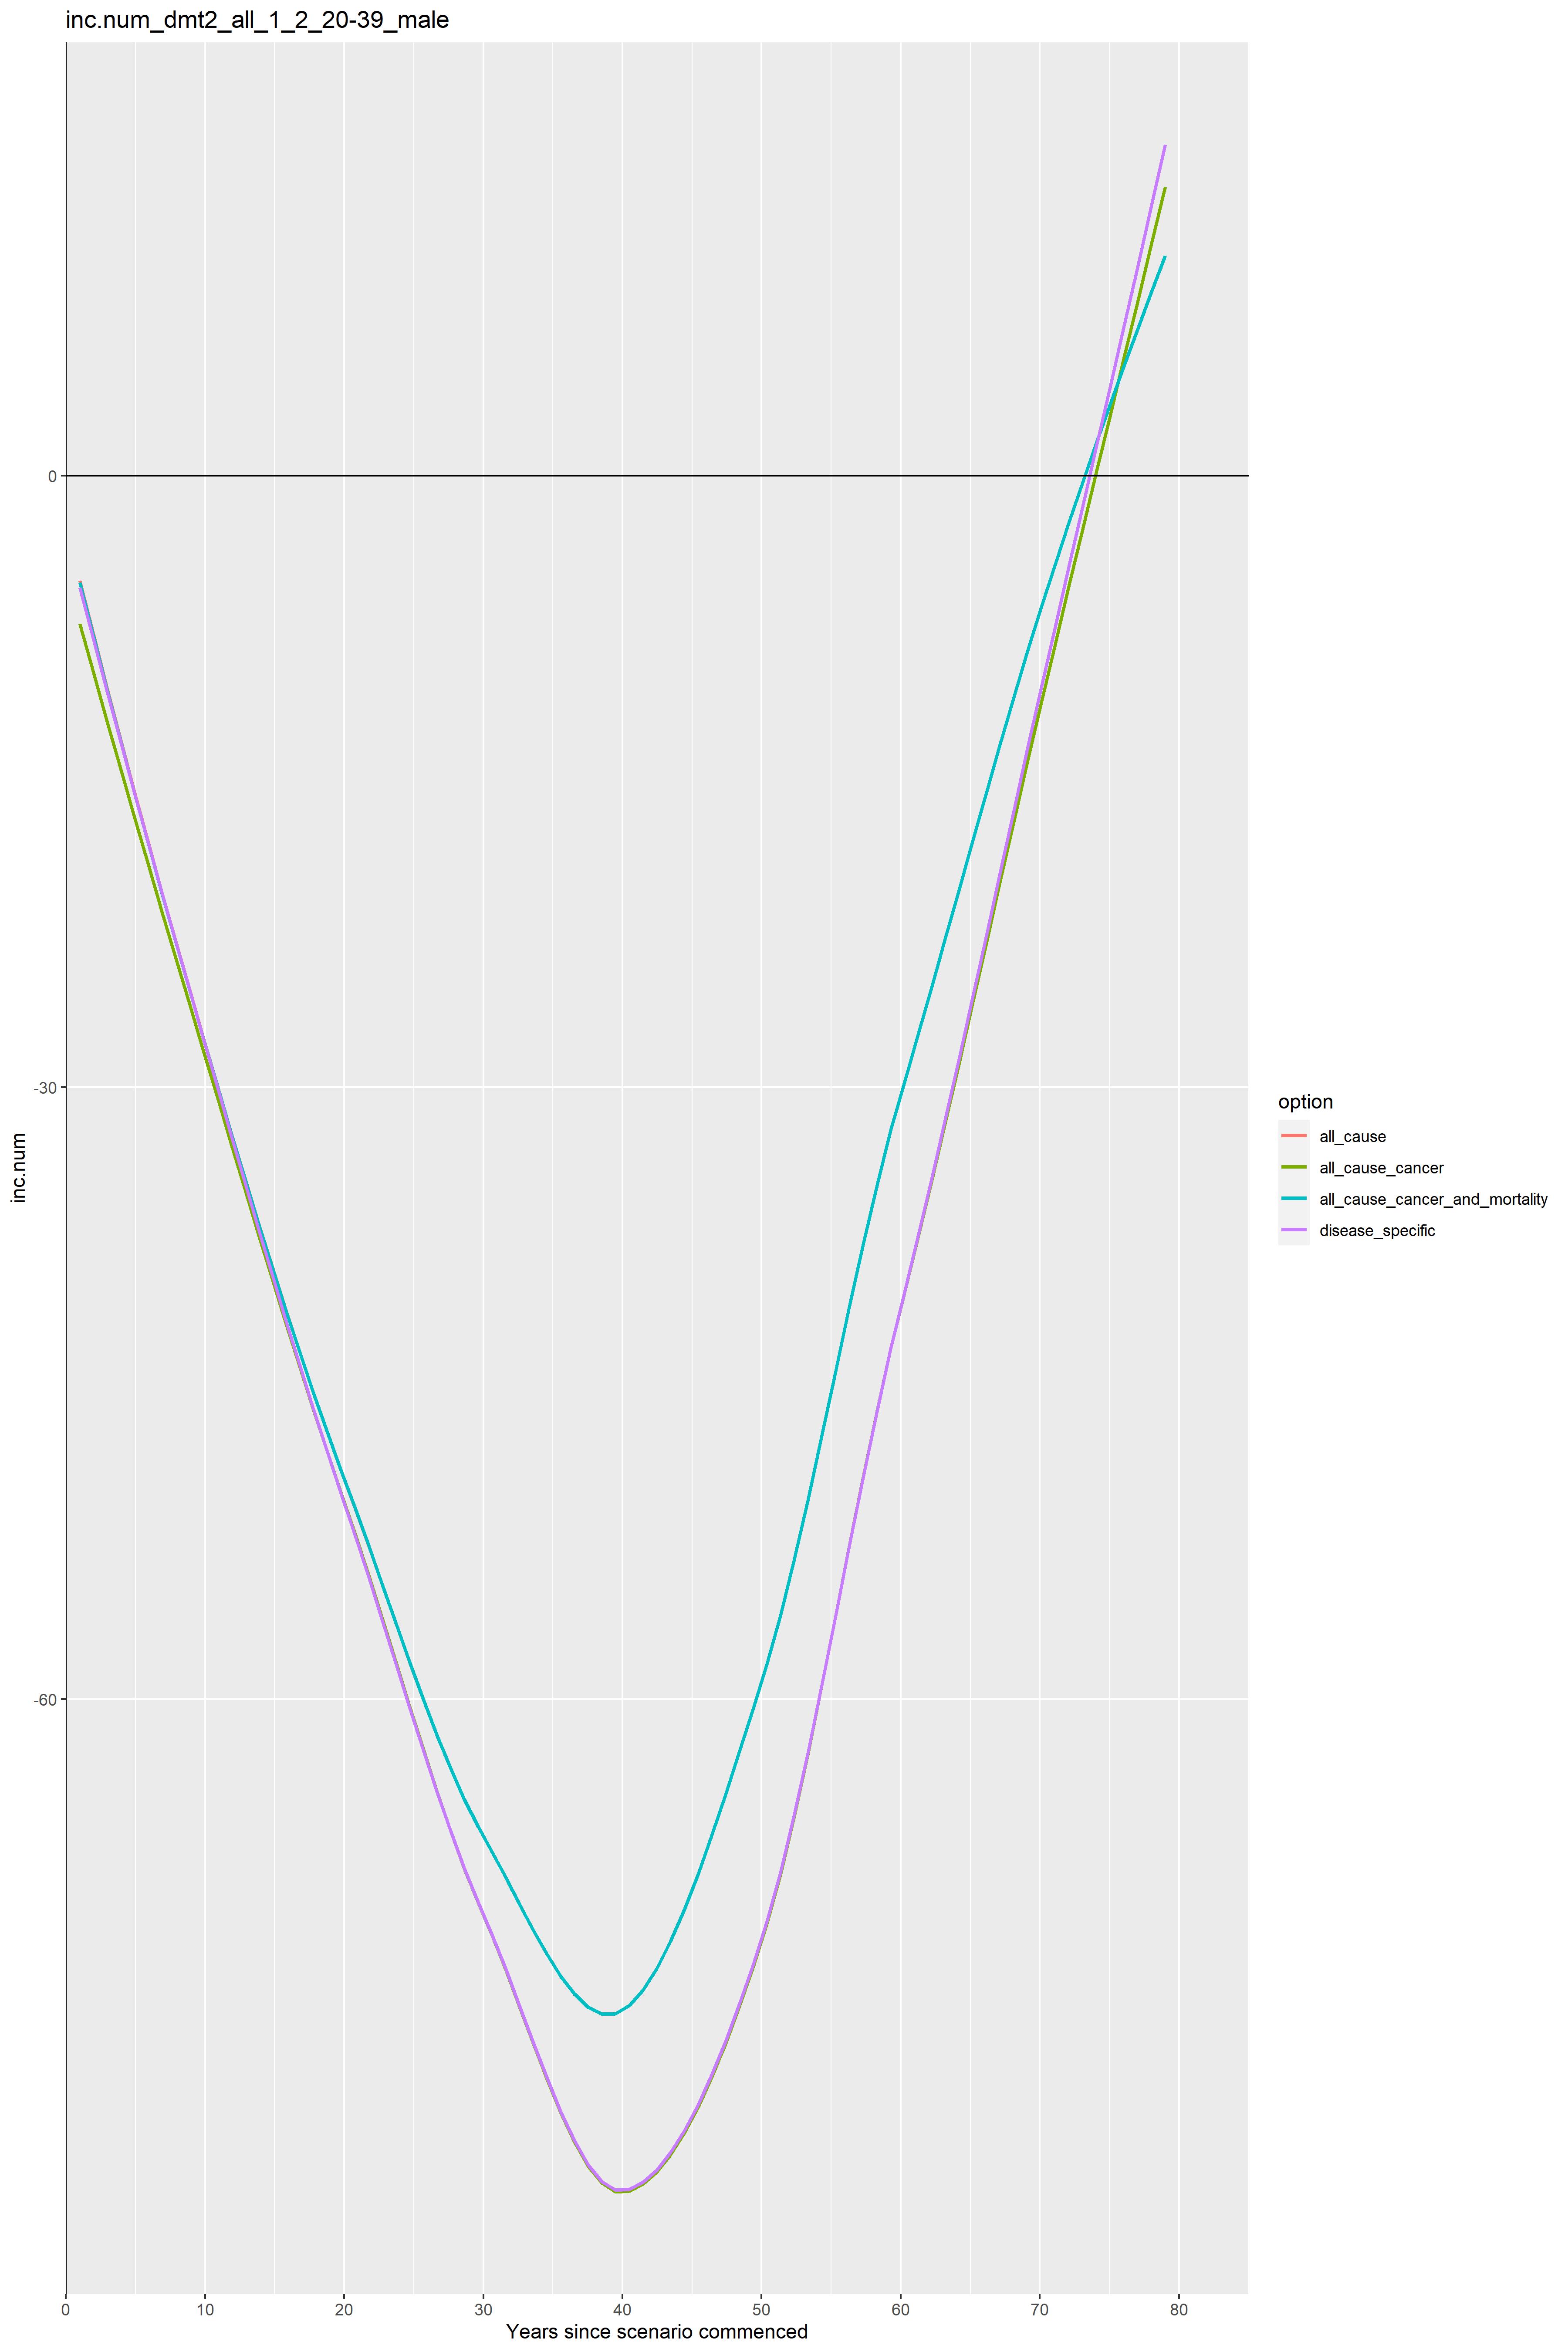 inc.num_dmt2_all_1_2_20-39_male
0
-30
-60
inc.num
0 10 20 30 40 50 60 70 80
Years since scenario commenced
option
all_cause
all_cause_cancer
all_cause_cancer_and_mortality
disease_specific